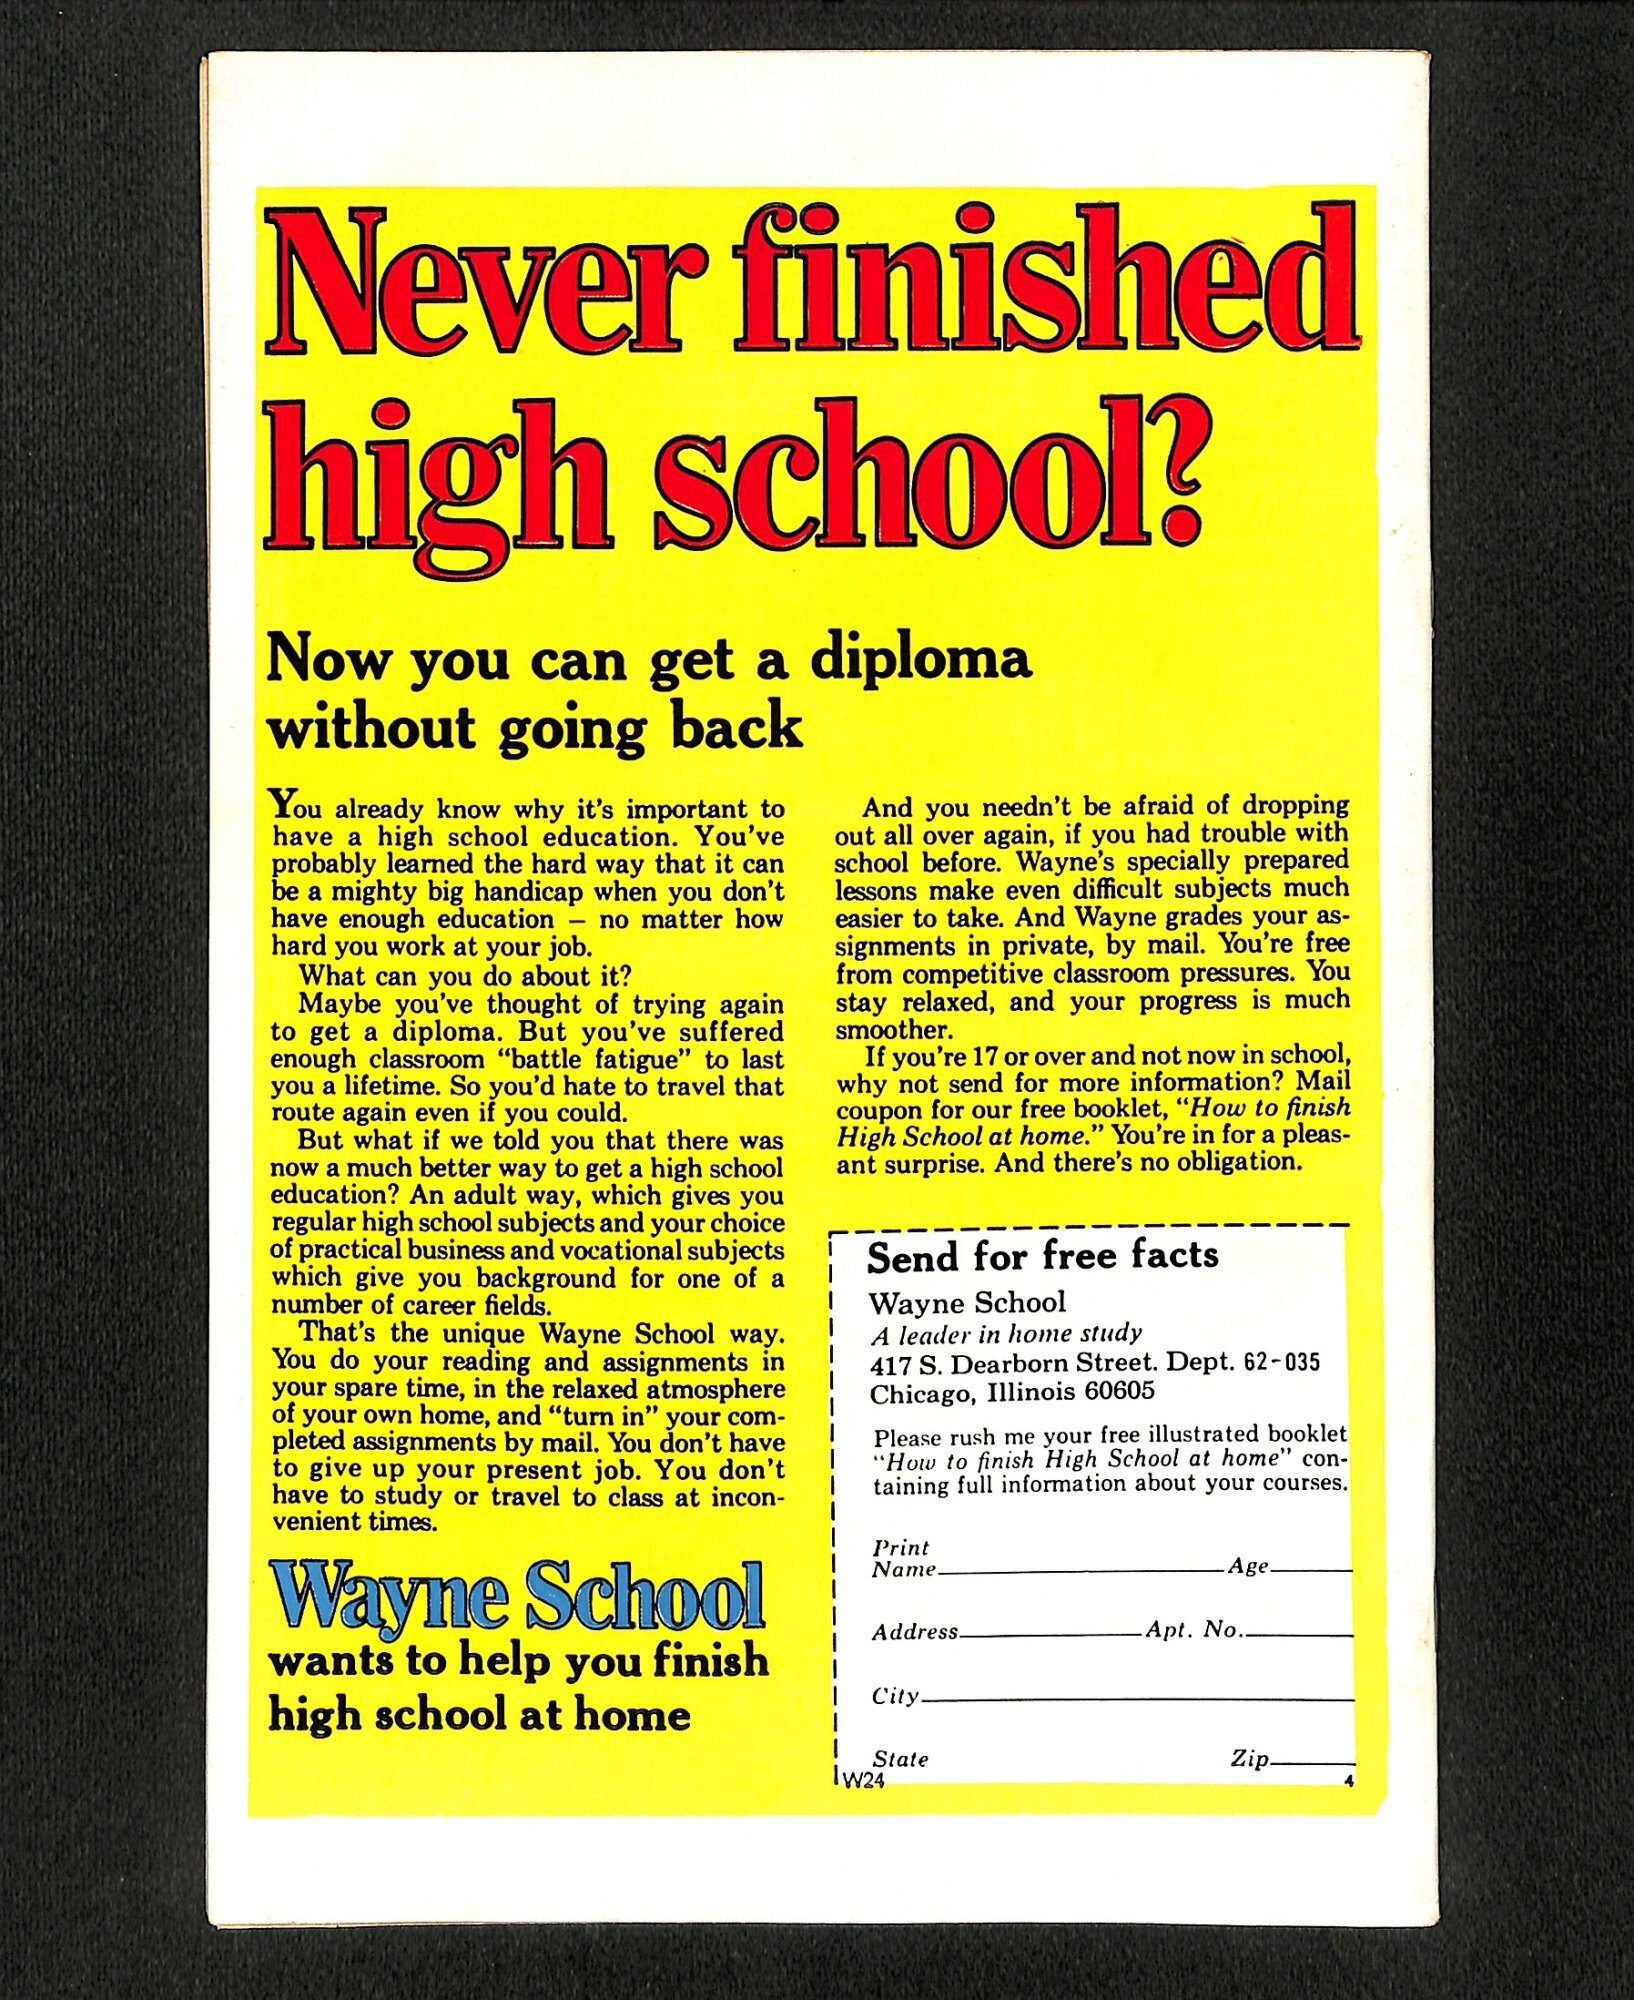 Never finished
high school?
Now you can get a diploma
without going back
You already know why it's important to
have a high school education. You've
probably learned the hard way that it can
be a mighty big handicap when you don't
have enough education – no matter how
hard you work at your job.
What can you do about it?
Maybe you've thought of trying again
to get a diploma. But you've suffered
enough classroom “battle fatigue” to last
you a lifetime. So you'd hate to travel that
route again even if you could.
But what if we told you that there was
now a much better way to get a high school
education? An adult way, which gives you
regular high school subjects and your choice
of practical business and vocational subjects
which give you background for one of a
number of career fields.
That's the unique Wayne School way.
You do your reading and assignments in
your spare time, in the relaxed atmosphere
of your own home, and “turn in” your com-
pleted assignments by mail. You don't have
to give up your present job. You don't
have to study or travel to class at incon-
venient times.
Wayne School
wants to help you finish
high school at home
And you needn't be afraid of dropping
out all over again, if you had trouble with
school before. Wayne's specially prepared
lessons make even difficult subjects much
easier to take. And Wayne grades your as-
signments in private, by mail. You're free
from competitive classroom pressures. You
stay relaxed, and your progress is much
smoother.
If you're 17 or over and not now in school,
why not send for more information? Mail
coupon for our free booklet, “How to finish
High School at home.” You're in for a pleas-
ant surprise. And there's no obligation.
Send for free facts
Wayne School
A leader in home study
417 S. Dearborn Street. Dept. 62-035
Chicago, Illinois 60605
Please rush me your free illustrated booklet
“How to finish High School at home” con-
taining full information about your courses.
Print
Name Age
Address Apt. No.
City
State Zip
W24 4